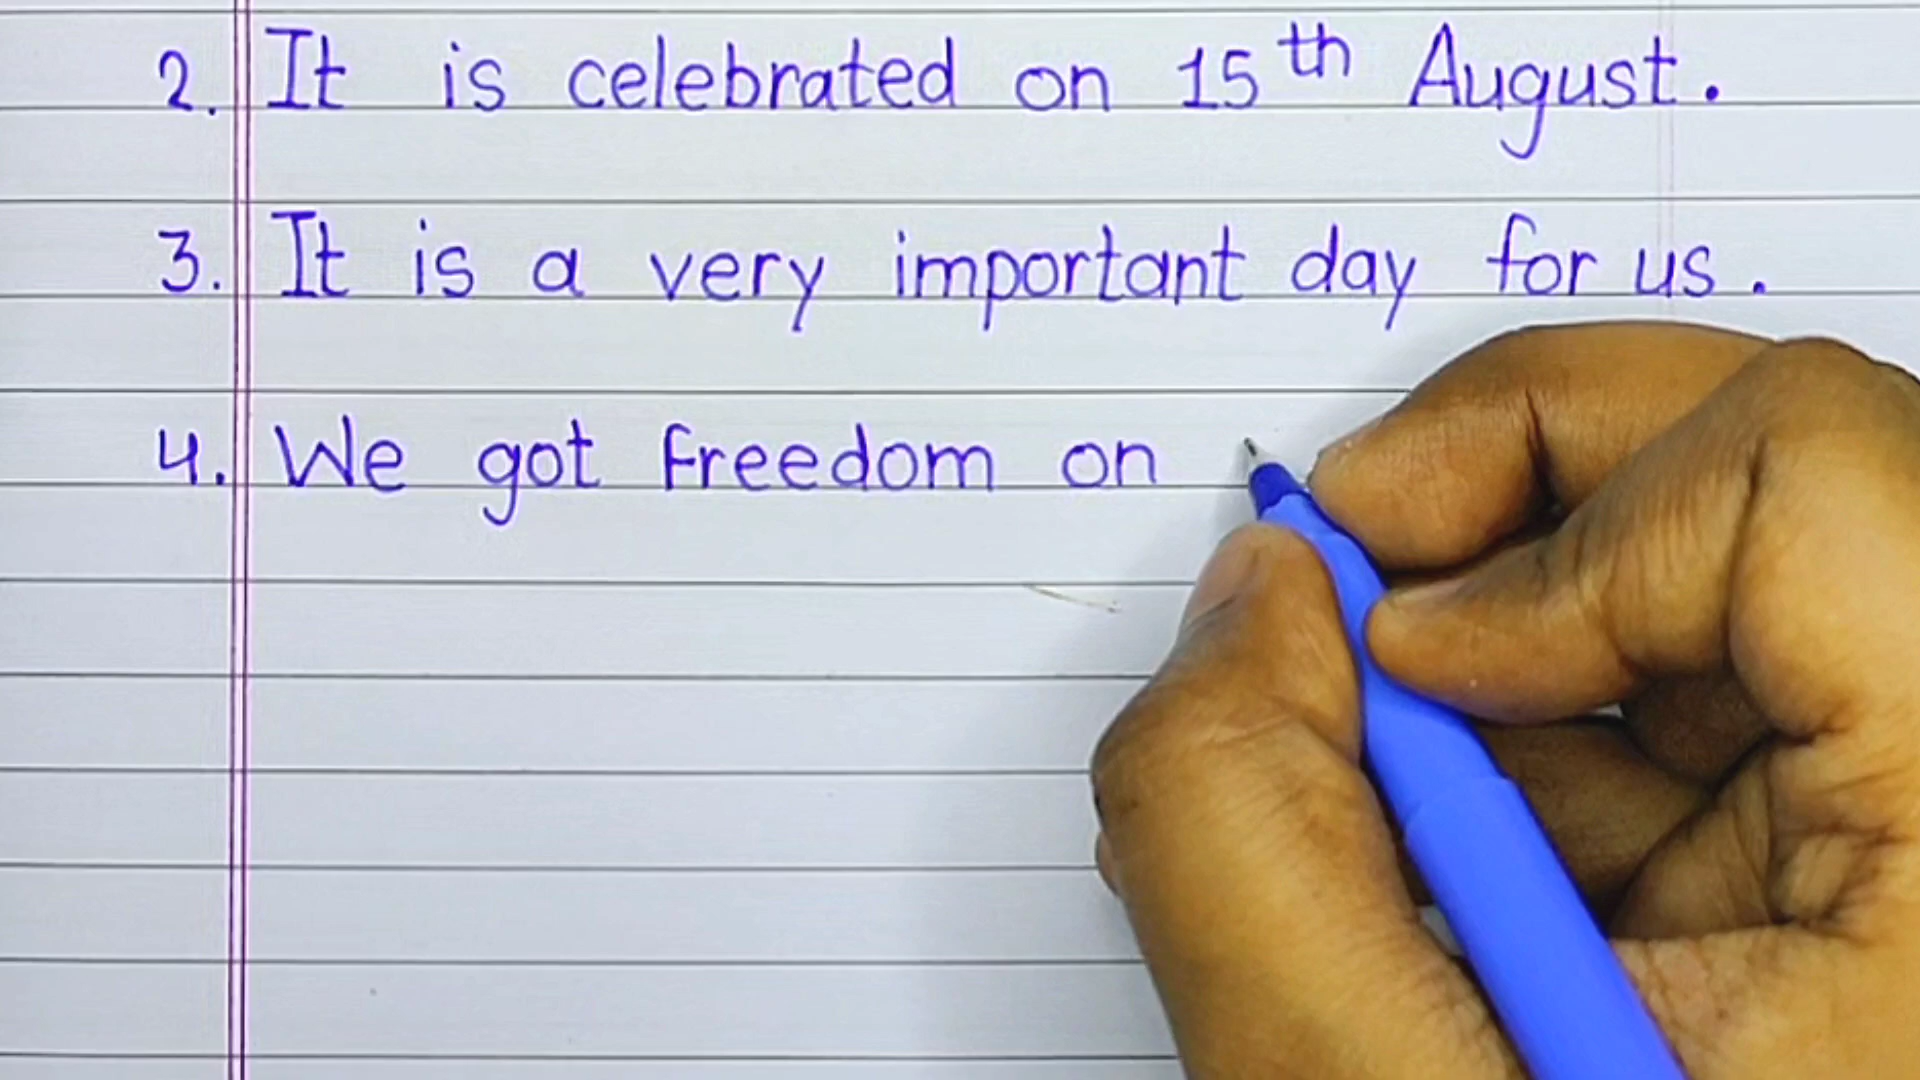 2. It is celebrated on 15th August.
3. It is a very important day for us.
4. We got freedom on